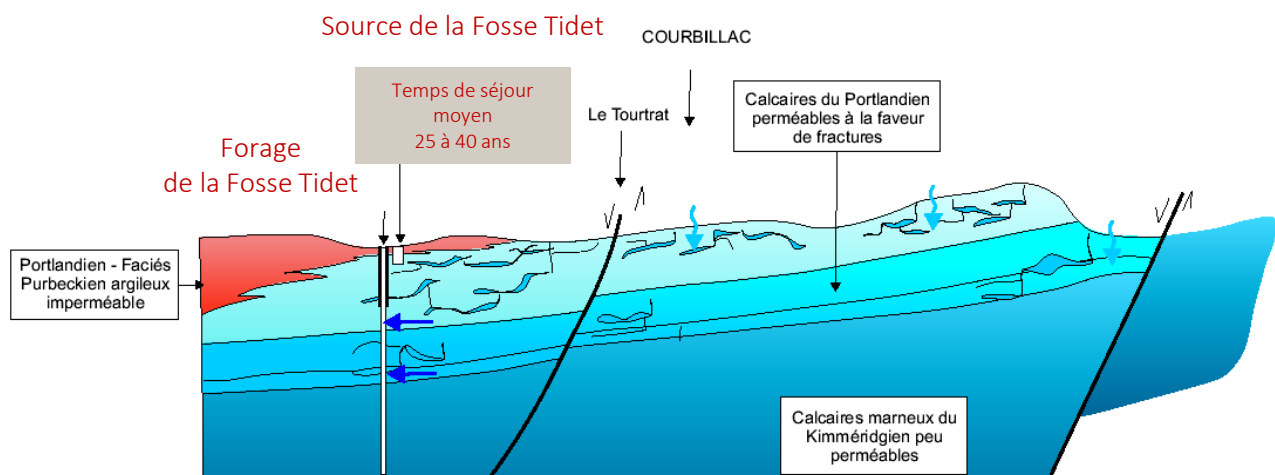 Source de la Fosse Tidet
COURBILLAC
Temps de séjour
moyen
25 à 40 ans
Le Tourtrat
Calcaires du Portlandien
perméables à la faveur
de fractures
Forage
de la Fosse Tidet
Portlandien - Faciés
Purbeckien argileux
imperméable
Calcaires marneux du
Kimméridgien peu
perméables